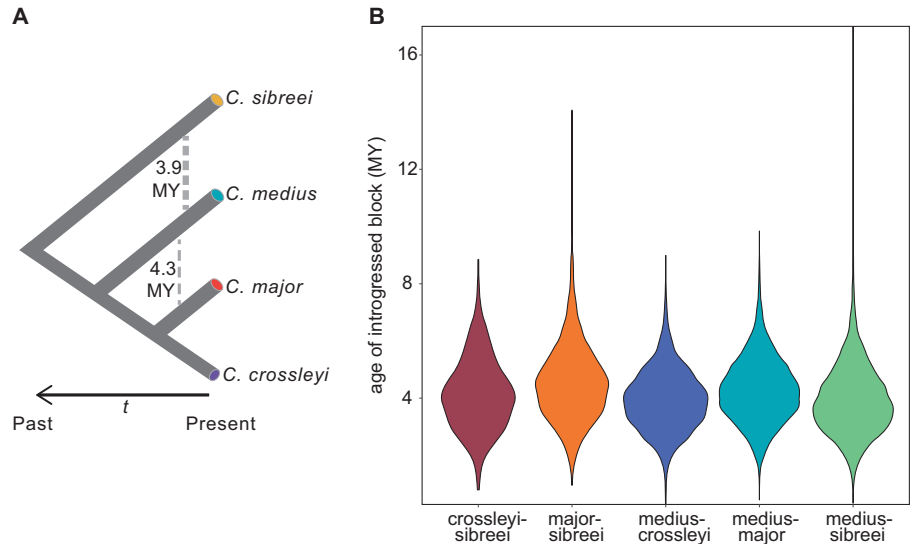 A
C. sibreei
3.9
MY
C. medius
4.3
MY
C. major
C. crossleyi
t
Past
Present
B
age of introgressed block (MY)
16
12
8
4
crossleyi-
sibreei
major-
sibreei
medius-
crossleyi
medius-
major
medius-
sibreei